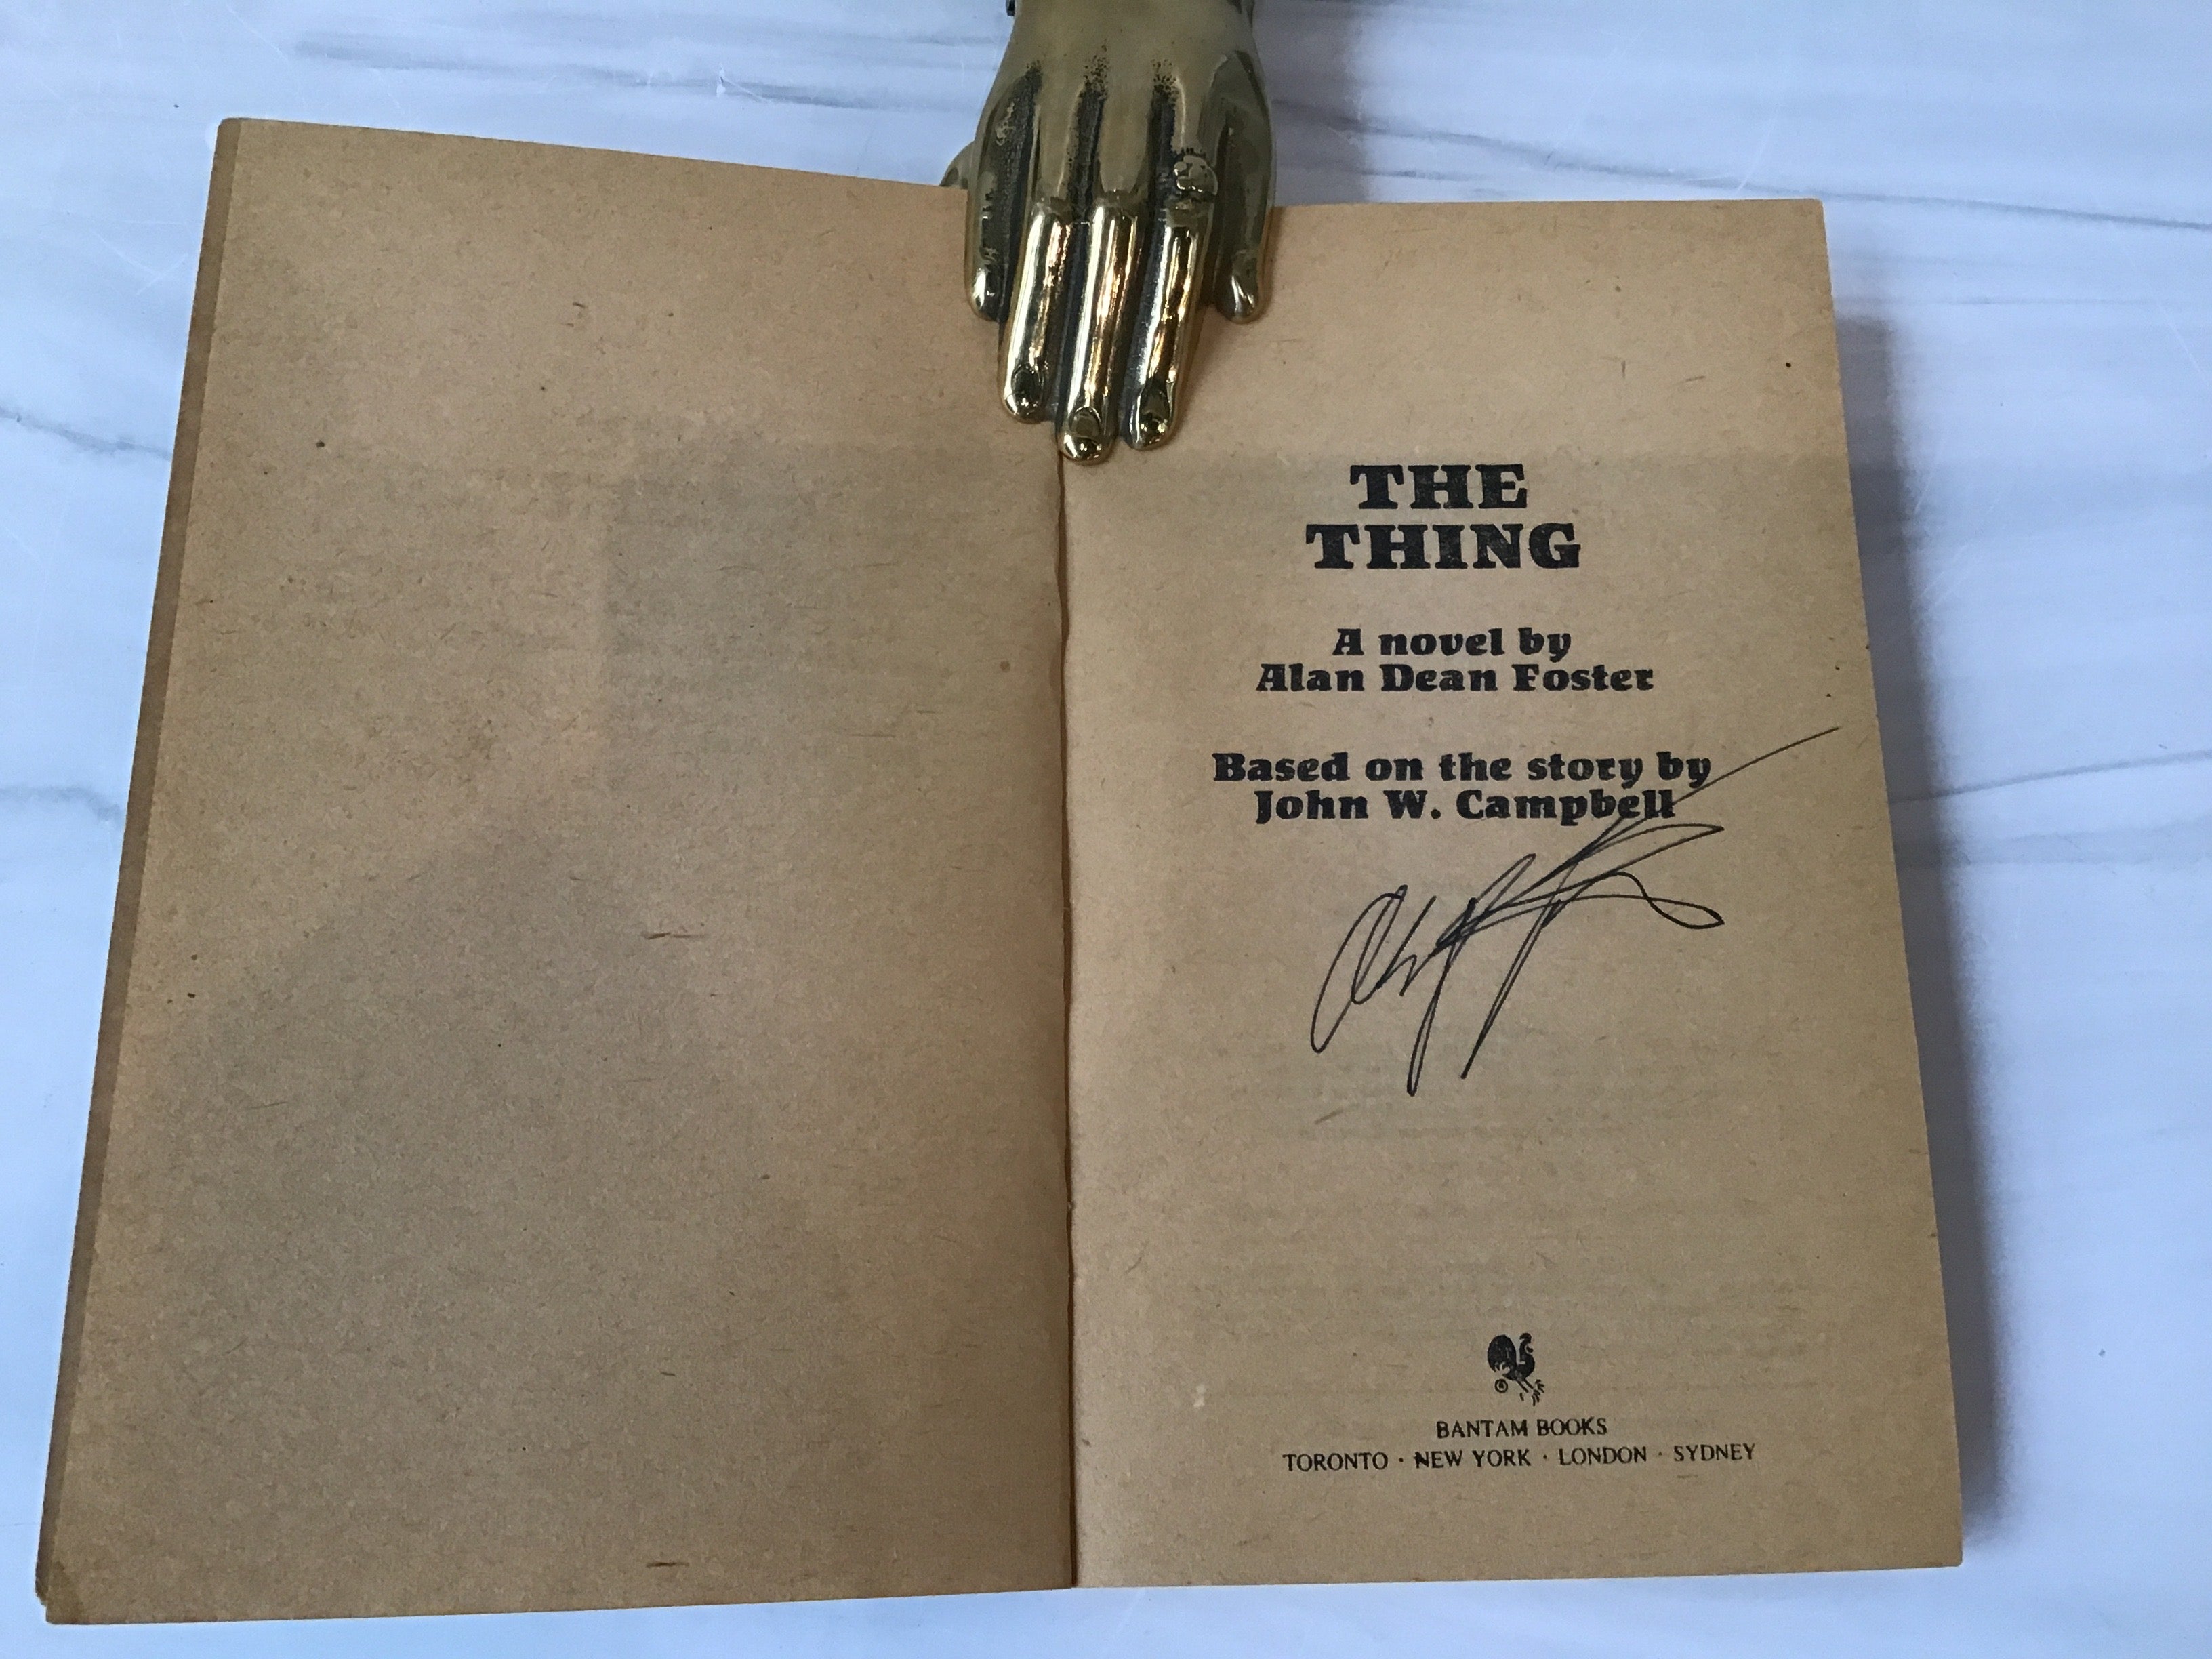 THE
THING
A novel by
Alan Dean Foster
Based on the story by
John W. Campbell
BANTAM BOOKS
TORONTO · NEW YORK · LONDON · SYDNEY